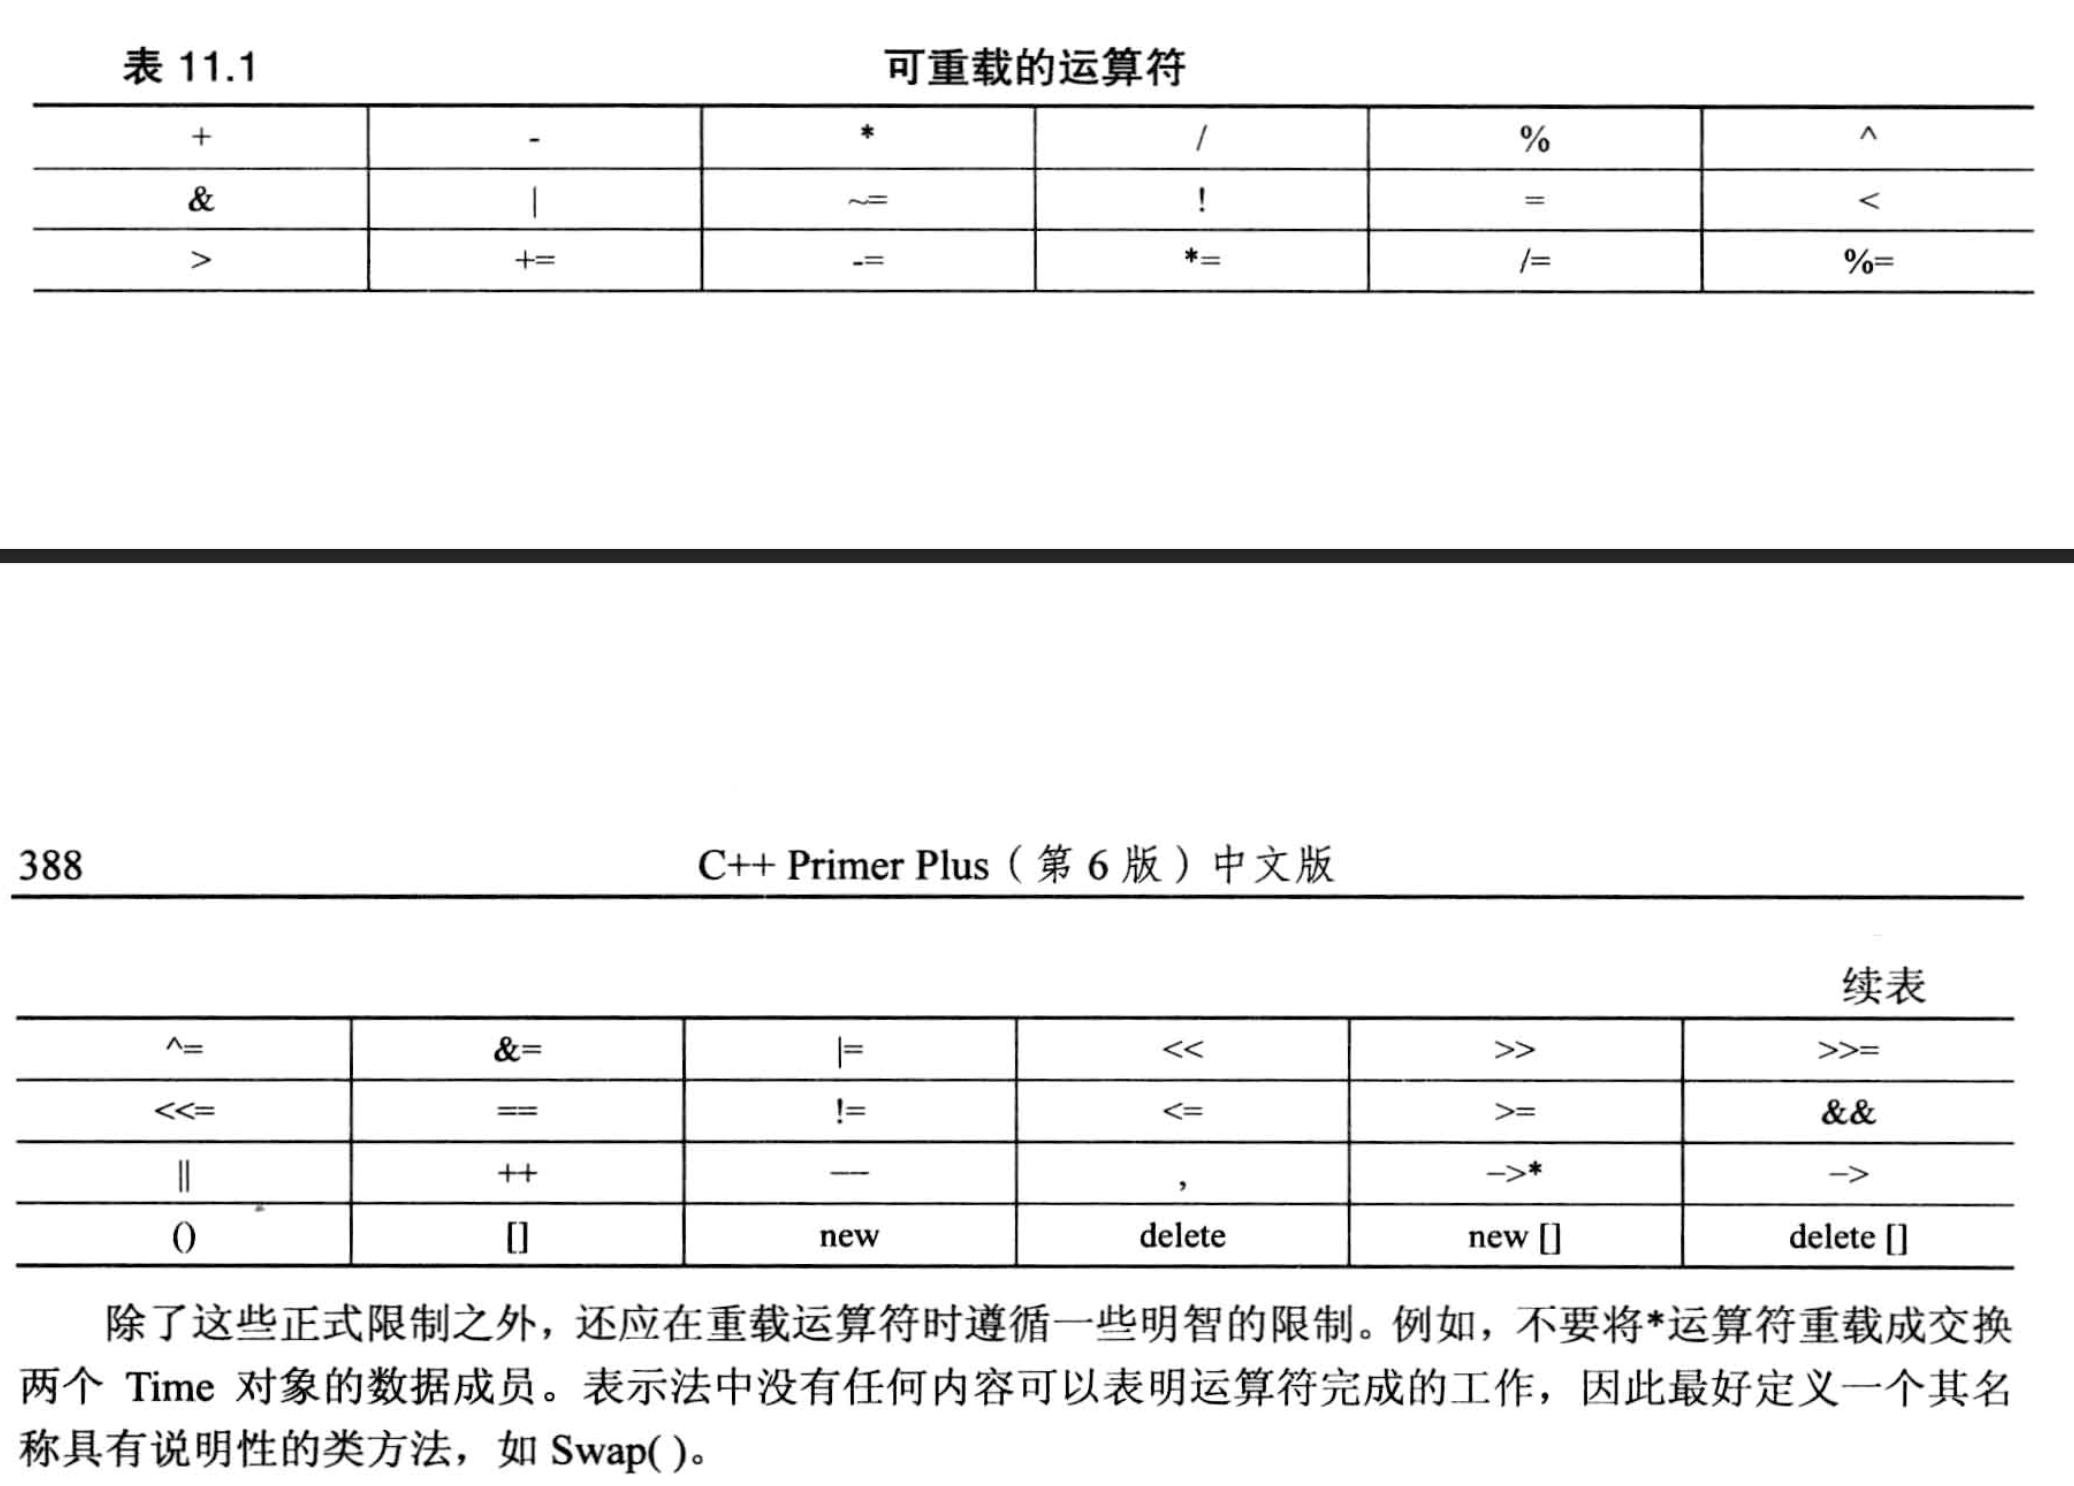 表 11.1 可重载的运算符
+ - * / % ^
& | ~= ! = <
> += -= *= /= %=
388 C++ Primer Plus（第 6 版）中文版
续表
^= &= |= << >> >>=
<<= == != <= >= &&
|| ++ — , –>* –>
() [] new delete new [] delete []
除了这些正式限制之外，还应在重载运算符时遵循一些明智的限制。例如，不要将*运算符重载成交换
两个 Time 对象的数据成员。表示法中没有任何内容可以表明运算符完成的工作，因此最好定义一个其名
称具有说明性的类方法，如 Swap( )。